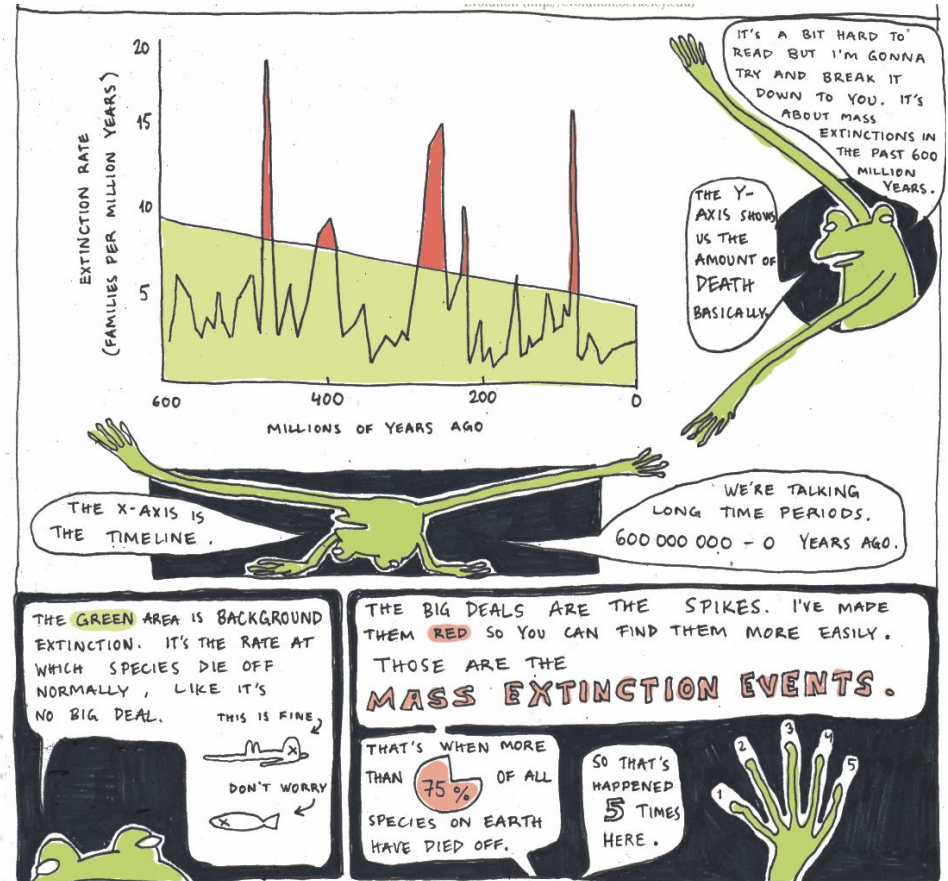 Evolution (http://evolution.berkeley.edu)
20
15
10
5
EXTINCTION RATE
(FAMILIES PER MILLION YEARS)
600
400
200
0
MILLIONS OF YEARS AGO
IT'S A BIT HARD TO
READ BUT I'M GONNA
TRY AND BREAK IT
DOWN TO YOU. IT'S
ABOUT MASS
EXTINCTIONS IN
THE PAST 600
MILLION
YEARS.
THE Y-
AXIS SHOWS
US THE
AMOUNT OF
DEATH
BASICALLY.
THE X-AXIS IS
THE TIMELINE.
WE'RE TALKING
LONG TIME PERIODS.
600 000 000 - 0 YEARS AGO.
THE GREEN AREA IS BACKGROUND
EXTINCTION. IT'S THE RATE AT
WHICH SPECIES DIE OFF
NORMALLY, LIKE IT'S
NO BIG DEAL.
THIS IS FINE
DON'T WORRY
THE BIG DEALS ARE THE SPIKES. I'VE MADE
THEM RED SO YOU CAN FIND THEM MORE EASILY.
THOSE ARE THE
MASS EXTINCTION EVENTS.
THAT'S WHEN MORE
THAN 75% OF ALL
SPECIES ON EARTH
HAVE DIED OFF.
SO THAT'S
HAPPENED
5 TIMES
HERE.
1
2
3
4
5